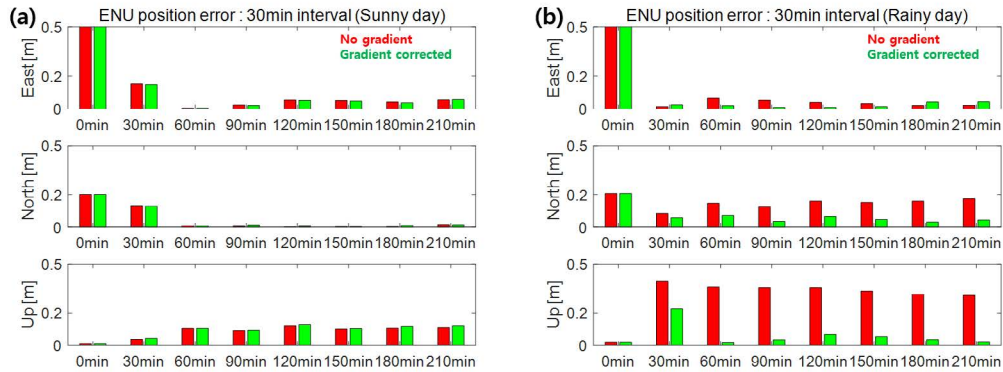 (a) ENU position error : 30min interval (Sunny day)
East [m]
0.5
0.2
0
No gradient
Gradient corrected
0min 30min 60min 90min 120min 150min 180min 210min
North [m]
0.5
0.2
0
0min 30min 60min 90min 120min 150min 180min 210min
Up [m]
0.5
0.2
0
0min 30min 60min 90min 120min 150min 180min 210min
(b) ENU position error : 30min interval (Rainy day)
East [m]
0.5
0.2
0
No gradient
Gradient corrected
0min 30min 60min 90min 120min 150min 180min 210min
North [m]
0.5
0.2
0
0min 30min 60min 90min 120min 150min 180min 210min
Up [m]
0.5
0.2
0
0min 30min 60min 90min 120min 150min 180min 210min